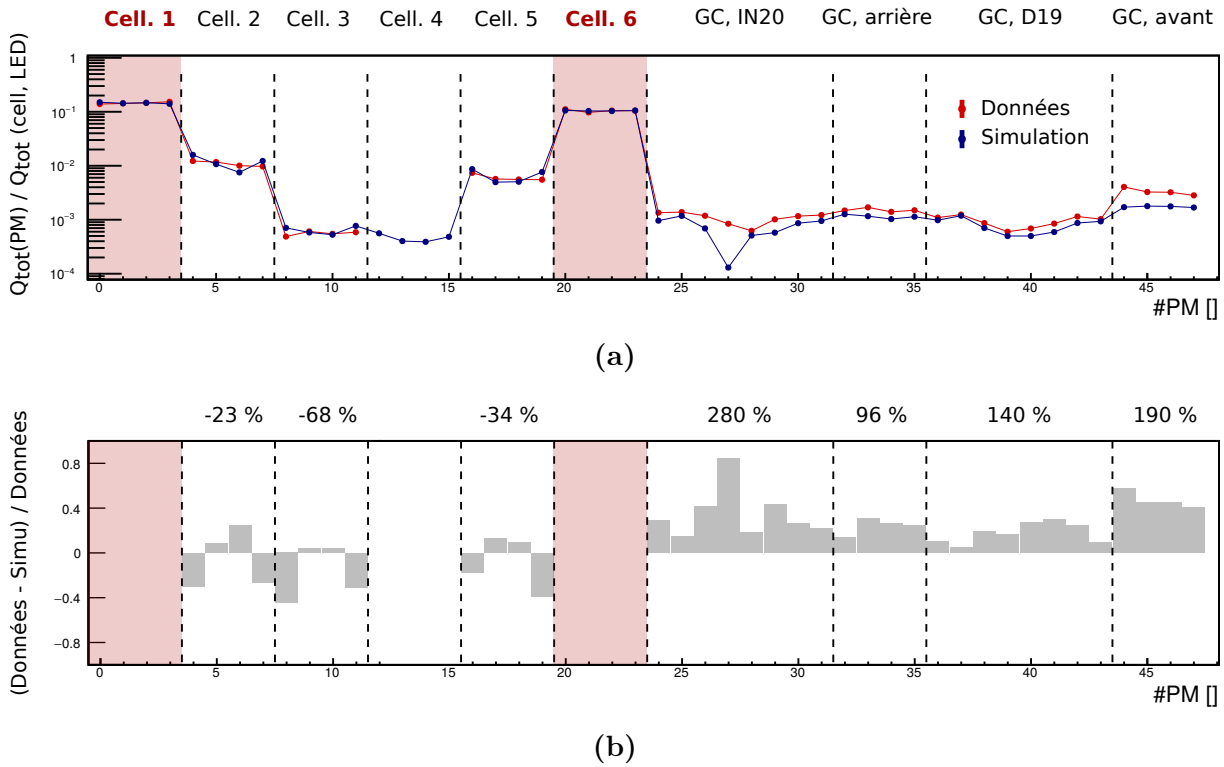 Cell. 1 Cell. 2 Cell. 3 Cell. 4 Cell. 5 Cell. 6 GC, IN20 GC, arrière GC, D19 GC, avant
Qtot(PM) / Qtot (cell, LED)
1
10⁻¹
10⁻²
10⁻³
10⁻⁴
Données
Simulation
0 5 10 15 20 25 30 35 40 45
#PM []
(a)
-23 % -68 % -34 % 280 % 96 % 140 % 190 %
(Données - Simu) / Données
0.8
0.4
0
−0.4
−0.8
0 5 10 15 20 25 30 35 40 45
#PM []
(b)